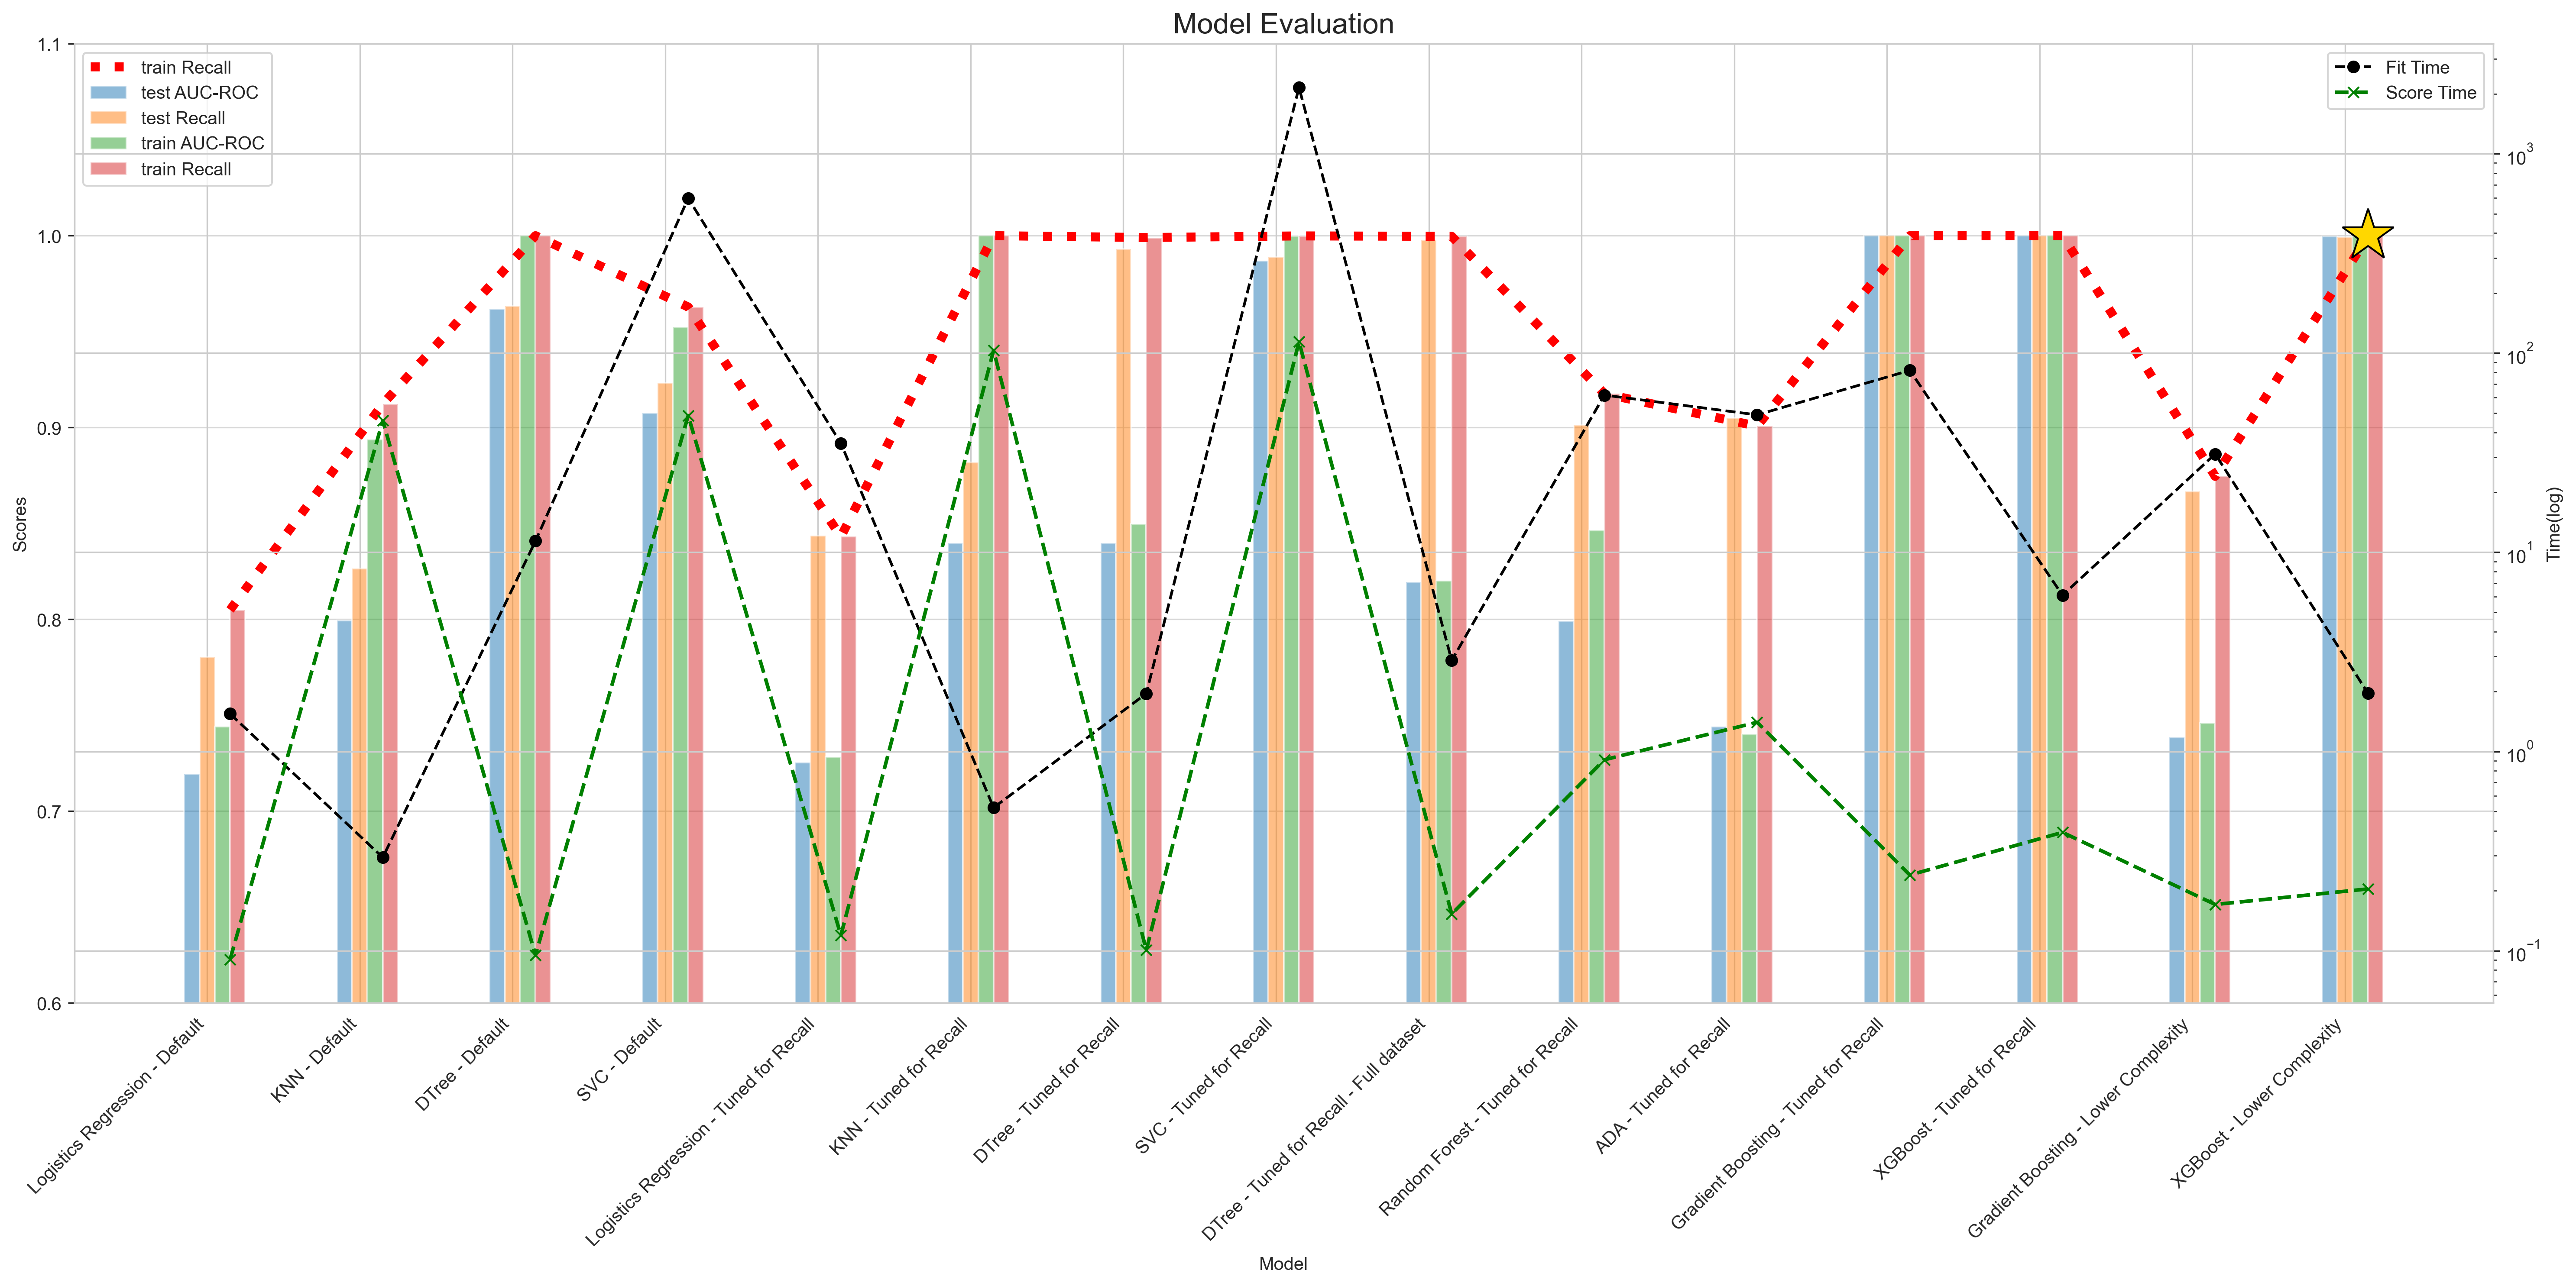 Model Evaluation
train Recall
test AUC-ROC
test Recall
train AUC-ROC
train Recall
Fit Time
Score Time
Scores
1.1
1.0
0.9
0.8
0.7
0.6
Time(log)
10^3
10^2
10^1
10^0
10^-1
Logistics Regression - Default
KNN - Default
DTree - Default
SVC - Default
Logistics Regression - Tuned for Recall
KNN - Tuned for Recall
DTree - Tuned for Recall
SVC - Tuned for Recall
DTree - Tuned for Recall - Full dataset
Random Forest - Tuned for Recall
ADA - Tuned for Recall
Gradient Boosting - Tuned for Recall
XGBoost - Tuned for Recall
Gradient Boosting - Lower Complexity
XGBoost - Lower Complexity
Model